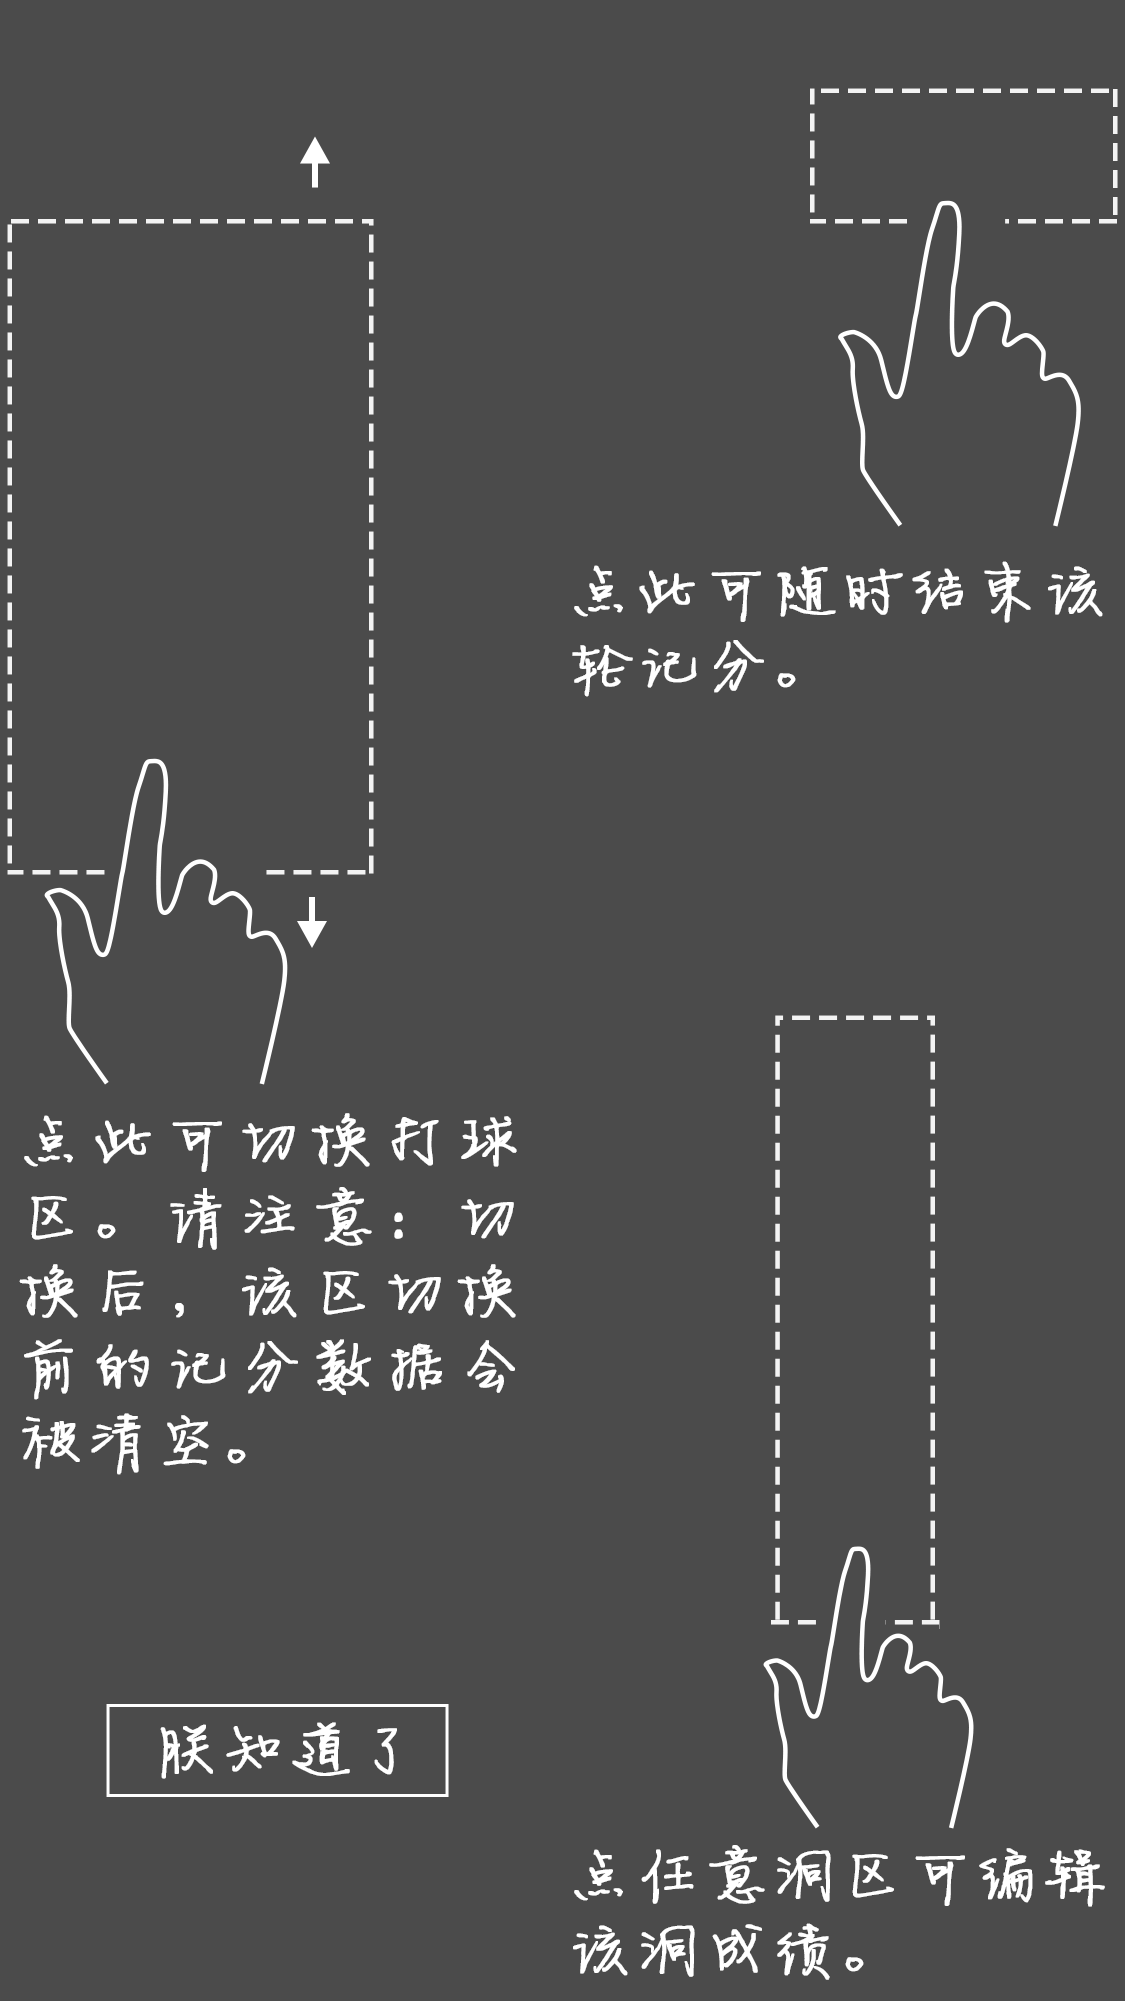 点此可随时结束该
轮记分。
点此可切换打球
区。请注意：切
换后，该区切换
前的记分数据会
被清空。
朕知道了
点任意洞区可编辑
该洞成绩。